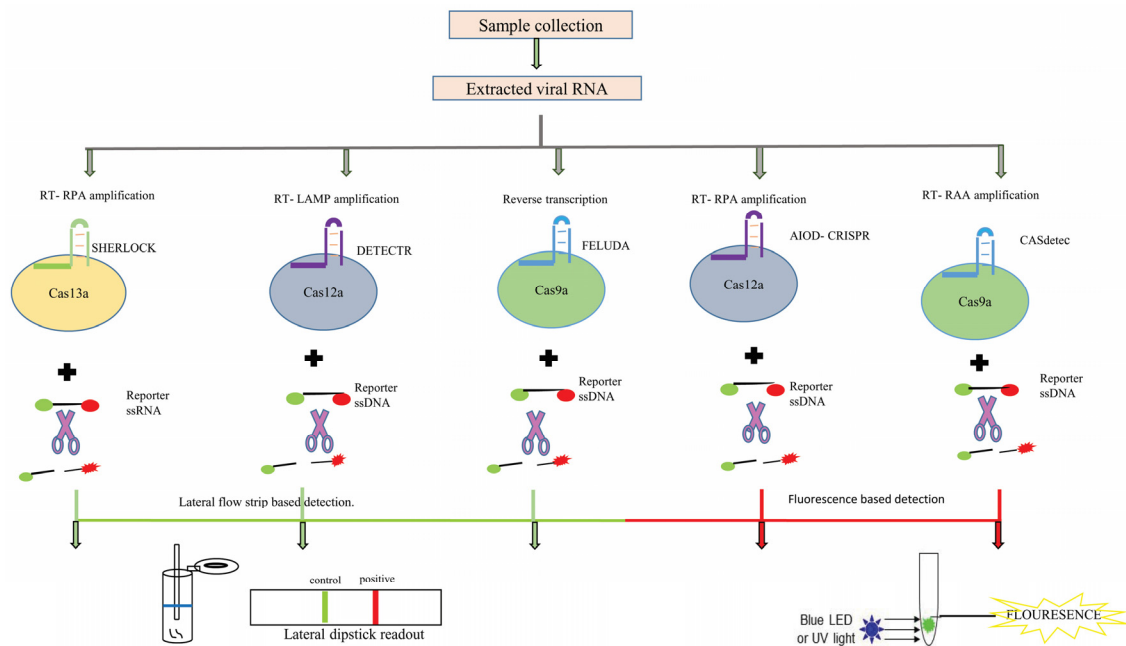 Sample collection
Extracted viral RNA
RT- RPA amplification
RT- LAMP amplification
Reverse transcription
RT- RPA amplification
RT- RAA amplification
SHERLOCK
DETECTR
FELUDA
AIOD- CRISPR
CASdetec
Cas13a
Cas12a
Cas9a
Cas12a
Cas9a
Reporter
ssRNA
Reporter
ssDNA
Reporter
ssDNA
Reporter
ssDNA
Reporter
ssDNA
Lateral flow strip based detection.
Fluorescence based detection
control
positive
Lateral dipstick readout
Blue LED
or UV light
FLOURESENCE